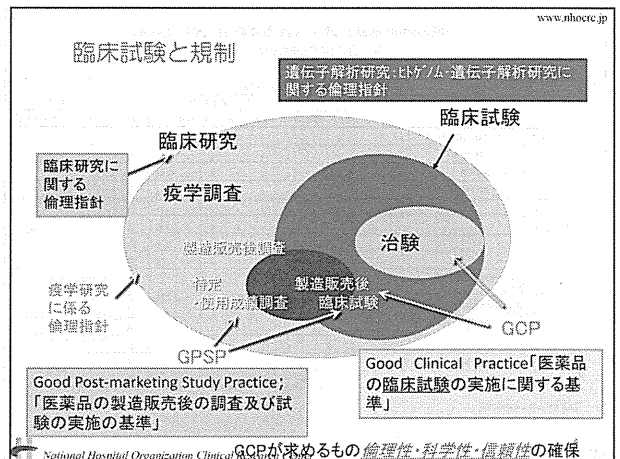 www.nhocrc.jp
臨床試験と規制
遺伝子解析研究:ヒトゲノム・遺伝子解析研究に
関する倫理指針
臨床試験
臨床研究
臨床研究に
関する
倫理指針
疫学調査
治験
製造販売後調査
疫学研究
に係る
倫理指針
特定
・使用成績調査
製造販売後
臨床試験
GPSP
GCP
Good Clinical Practice「医薬品
の臨床試験の実施に関する基
準」
Good Post-marketing Study Practice;
「医薬品の製造販売後の調査及び試
験の実施の基準」
National Hospital Organization Clinical
GCPが求めるもの 倫理性・科学性・信頼性の確保